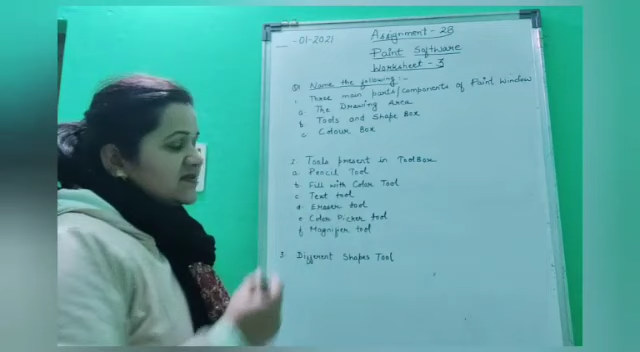 -01-2021
Assignment - 28
Paint Software
Worksheet - 3
Q1 Name the following :-
1. Three main parts/components of Paint Window
a. The Drawing Area
b Tools and Shape Box
c Colour Box
2. Tools present in ToolBox
a. Pencil Tool
b Fill with Color Tool
c Text tool
d. Eraser tool
e Color Picker tool
f Magnifier tool
3 Different Shapes Tool